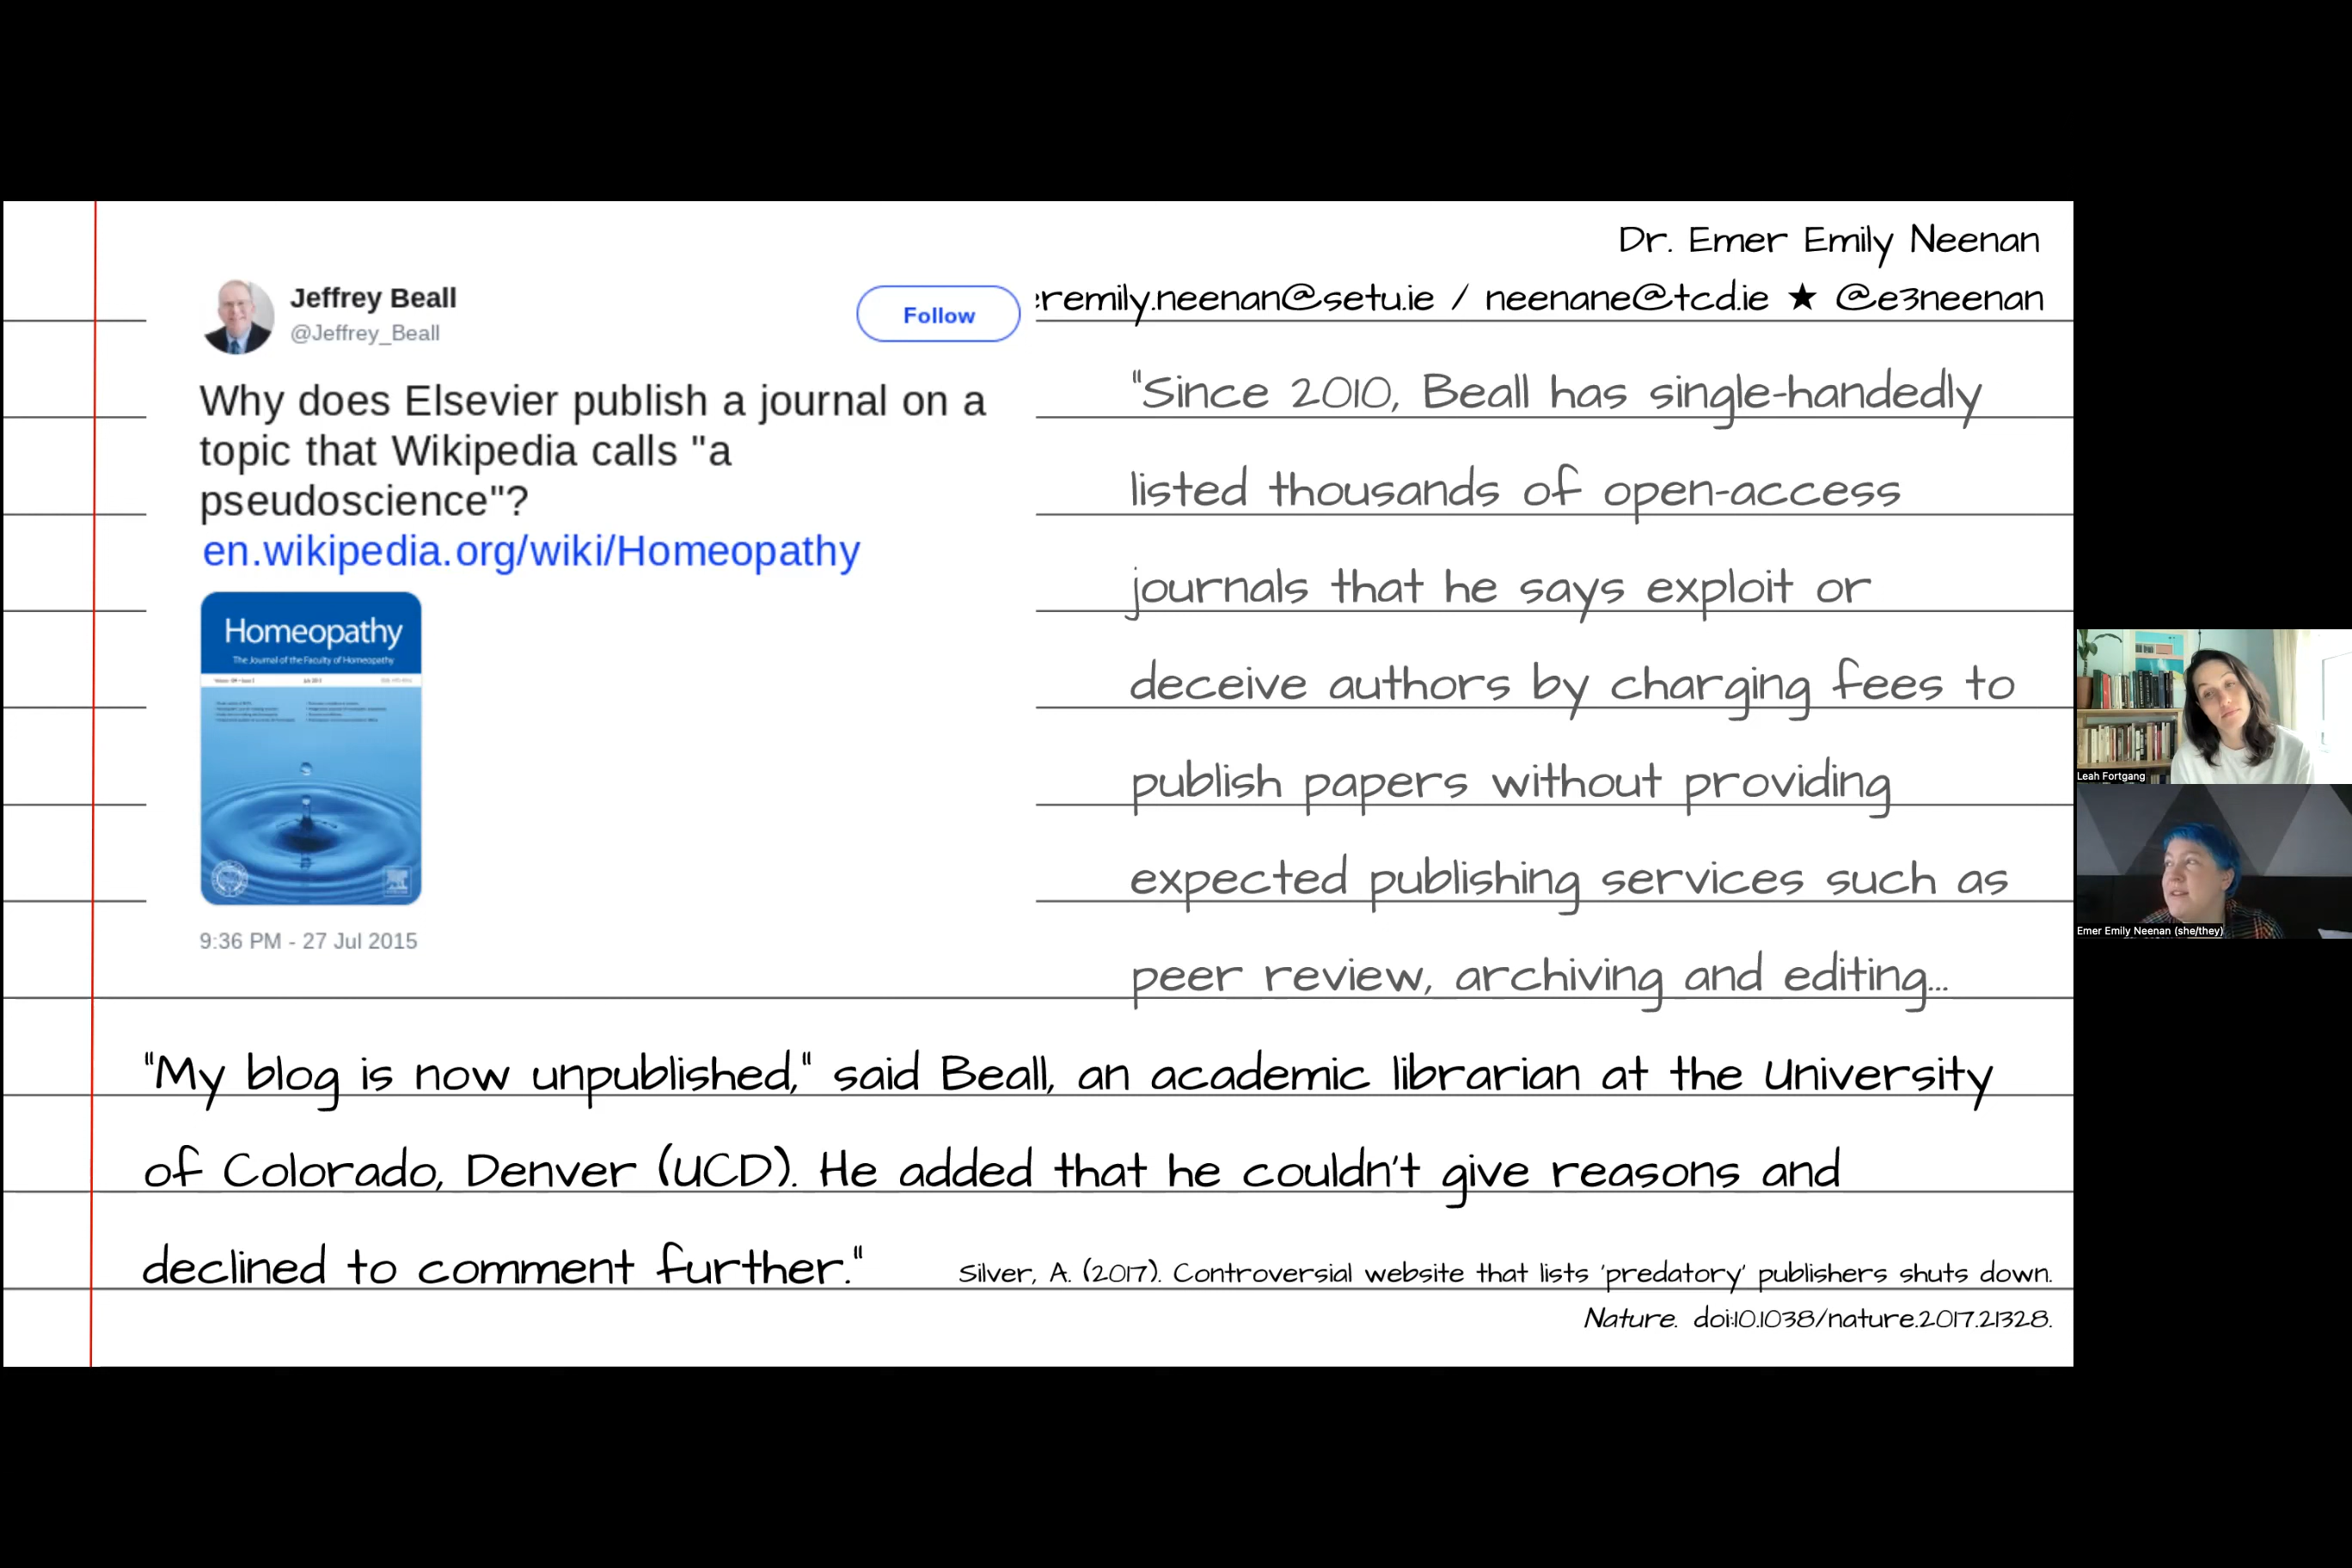 Dr. Emer Emily Neenan
eremily.neenan@setu.ie / neenane@tcd.ie ★ @e3neenan
Jeffrey Beall
@Jeffrey_Beall
Follow
Why does Elsevier publish a journal on a
topic that Wikipedia calls "a
pseudoscience"?
en.wikipedia.org/wiki/Homeopathy
Homeopathy
The Journal of the Faculty of Homeopathy
9:36 PM - 27 Jul 2015
"Since 2010, Beall has single-handedly
listed thousands of open-access
journals that he says exploit or
deceive authors by charging fees to
publish papers without providing
expected publishing services such as
peer review, archiving and editing...
"My blog is now unpublished," said Beall, an academic librarian at the University
of Colorado, Denver (UCD). He added that he couldn't give reasons and
declined to comment further."
Silver, A. (2017). Controversial website that lists 'predatory' publishers shuts down.
Nature. doi:10.1038/nature.2017.21328.
Leah Fortgang
Emer Emily Neenan (she/they)